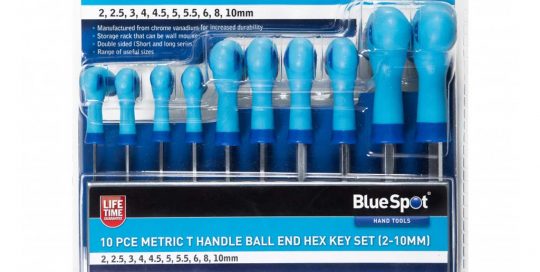 2, 2.5, 3, 4, 4.5, 5, 5.5, 6, 8, 10mm
• Manufactured from chrome vanadium for increased durability
• Storage rack that can be wall mounted
• Double sided (Short and long series)
• Range of useful sizes
LIFE
TIME
GUARANTEE
BlueSpot
HAND TOOLS
10 PCE METRIC T HANDLE BALL END HEX KEY SET (2-10MM)
2, 2.5, 3, 4, 4.5, 5, 5.5, 6, 8, 10mm